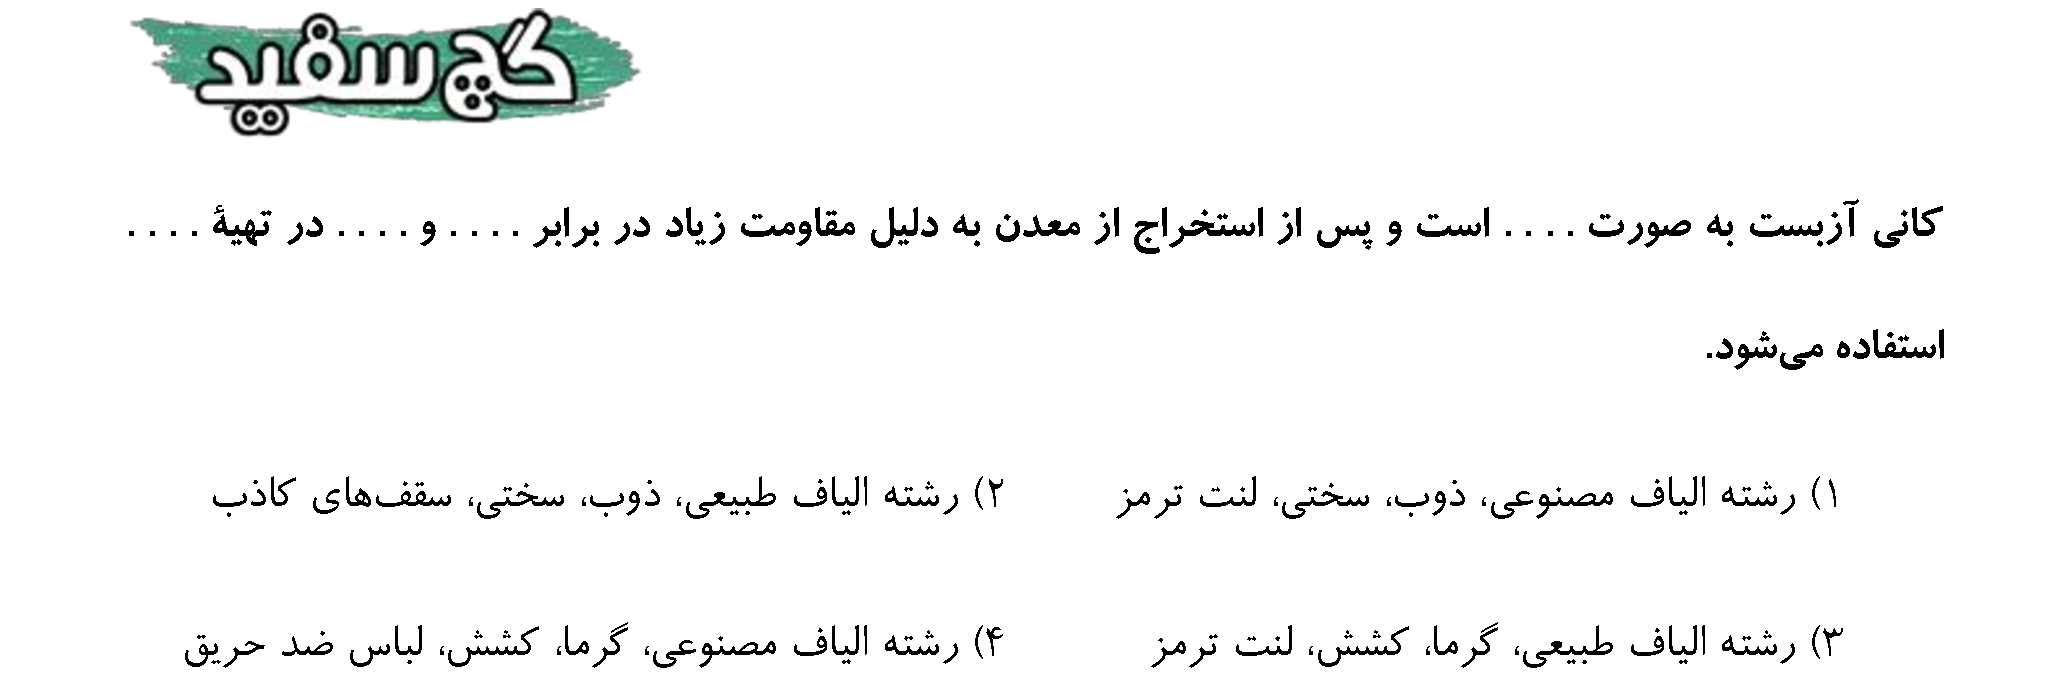 گچ سفید
کانی آزبست به صورت . . . . است و پس از استخراج از معدن به دلیل مقاومت زیاد در برابر . . . . و . . . . در تهیۀ . . . .
استفاده می‌شود.
۱) رشته الیاف مصنوعی، ذوب، سختی، لنت ترمز ۲) رشته الیاف طبیعی، ذوب، سختی، سقف‌های کاذب
۳) رشته الیاف طبیعی، گرما، کشش، لنت ترمز ۴) رشته الیاف مصنوعی، گرما، کشش، لباس ضد حریق